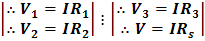 |∴ V₁ = IR₁| ⋮ |∴ V₃ = IR₃|
|∴ V₂ = IR₂| ⋮ |∴ V = IRₛ|